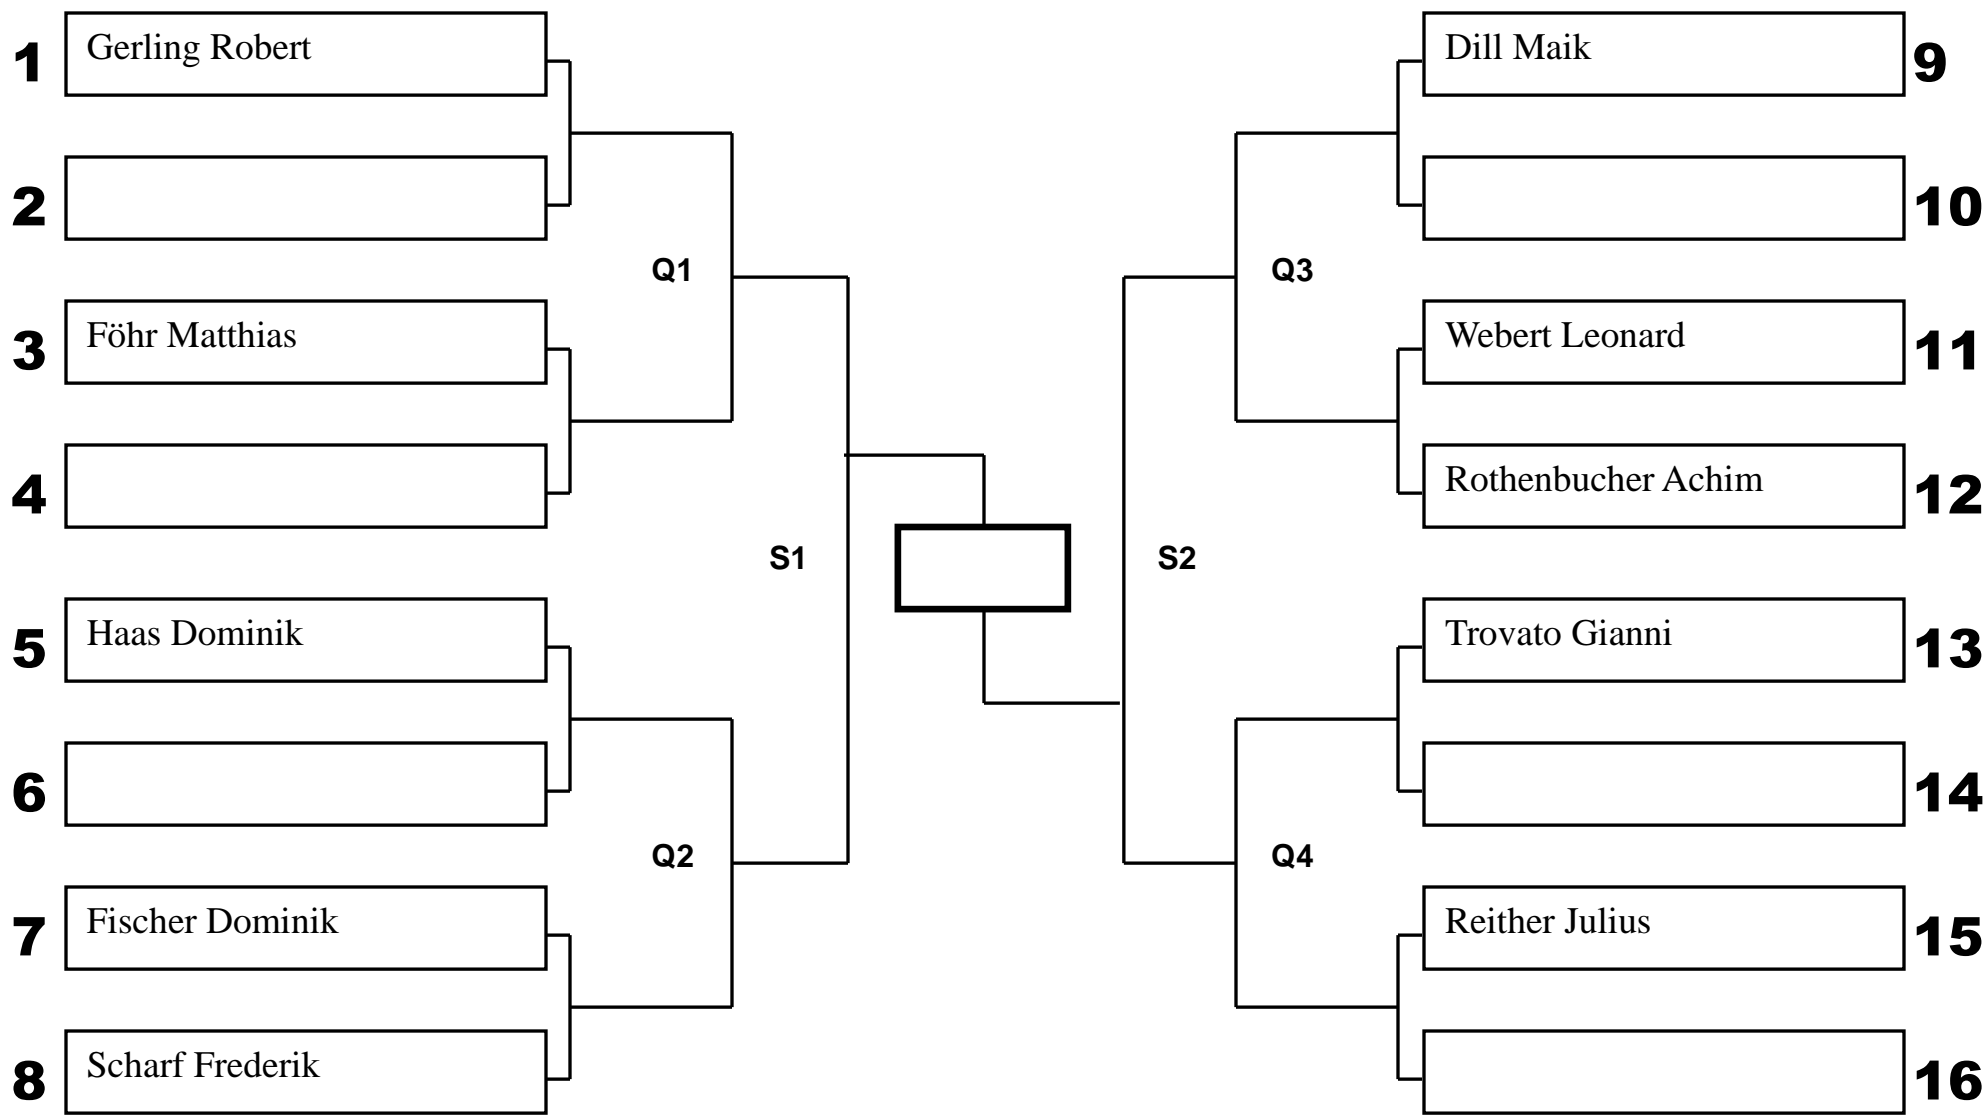 1 Gerling Robert
2
Q1
3 Föhr Matthias
4
S1
5 Haas Dominik
6
Q2
7 Fischer Dominik
8 Scharf Frederik
Dill Maik 9
10
Q3
Webert Leonard 11
Rothenbucher Achim 12
S2
Trovato Gianni 13
14
Q4
Reither Julius 15
16